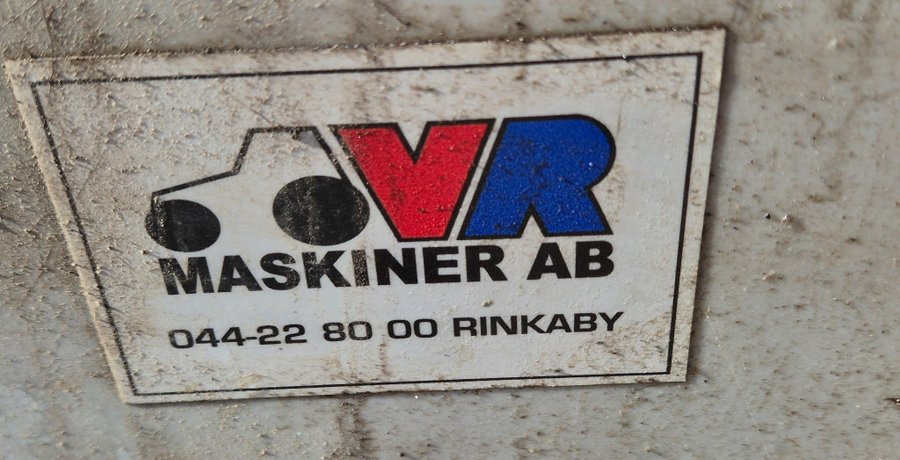 VR
MASKINER AB
044-22 80 00 RINKABY